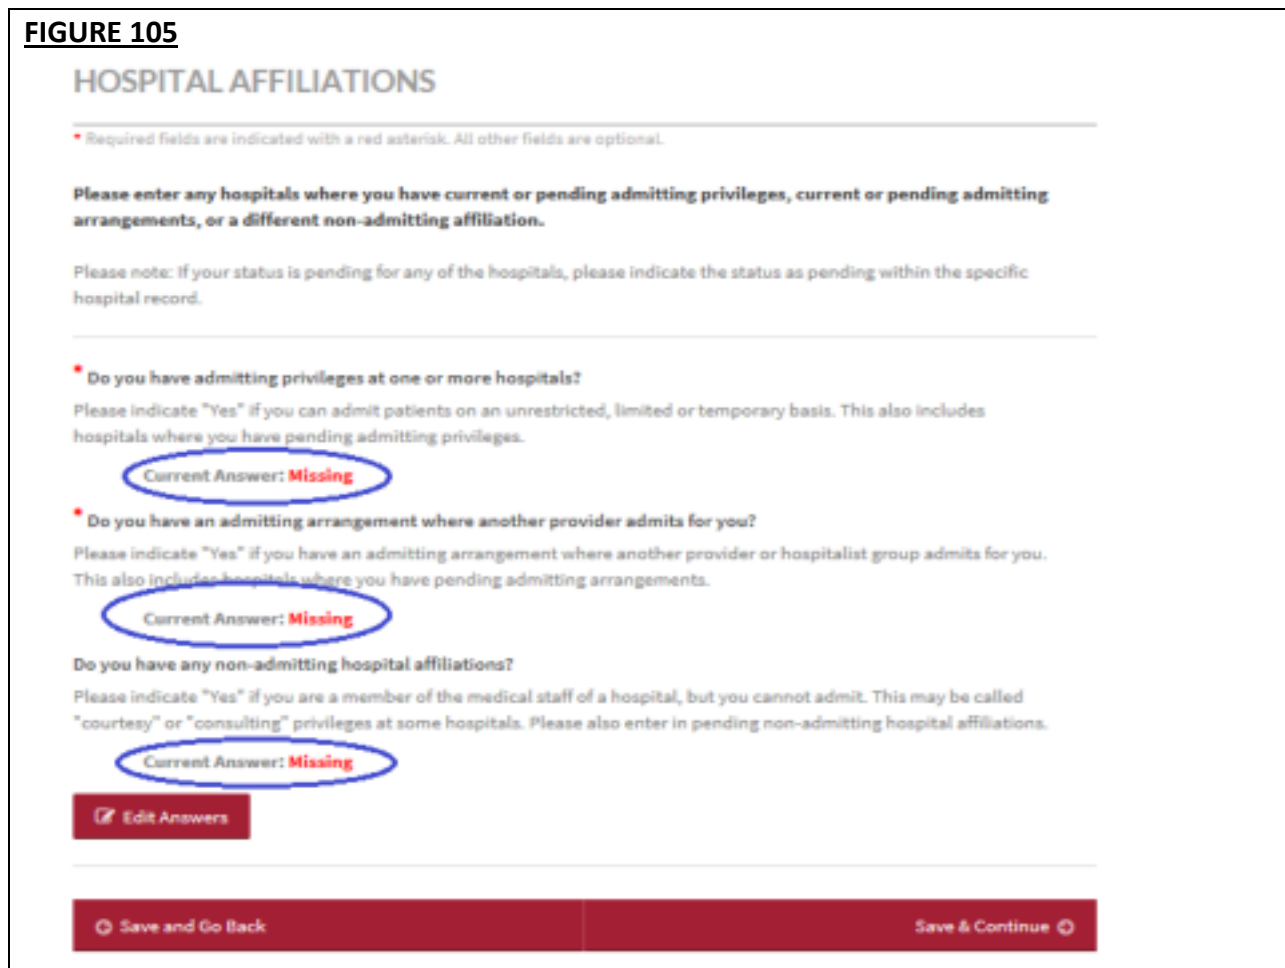 FIGURE 105
HOSPITAL AFFILIATIONS
* Required fields are indicated with a red asterisk. All other fields are optional.
Please enter any hospitals where you have current or pending admitting privileges, current or pending admitting
arrangements, or a different non-admitting affiliation.
Please note: If your status is pending for any of the hospitals, please indicate the status as pending within the specific
hospital record.
* Do you have admitting privileges at one or more hospitals?
Please indicate "Yes" if you can admit patients on an unrestricted, limited or temporary basis. This also includes
hospitals where you have pending admitting privileges.
Current Answer: Missing
* Do you have an admitting arrangement where another provider admits for you?
Please indicate "Yes" if you have an admitting arrangement where another provider or hospitalist group admits for you.
This also includes hospitals where you have pending admitting arrangements.
Current Answer: Missing
Do you have any non-admitting hospital affiliations?
Please indicate "Yes" if you are a member of the medical staff of a hospital, but you cannot admit. This may be called
"courtesy" or "consulting" privileges at some hospitals. Please also enter in pending non-admitting hospital affiliations.
Current Answer: Missing
Edit Answers
Save and Go Back Save & Continue